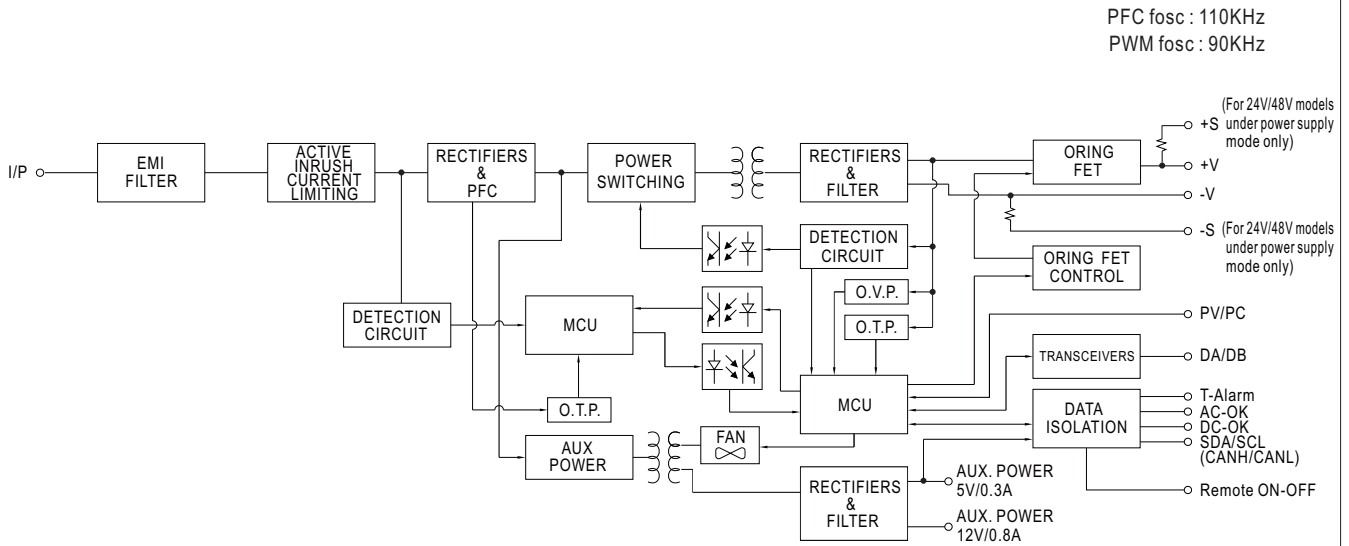 PFC fosc : 110KHz
PWM fosc : 90KHz
I/P
EMI
FILTER
ACTIVE
INRUSH
CURRENT
LIMITING
RECTIFIERS
&
PFC
POWER
SWITCHING
RECTIFIERS
&
FILTER
ORING
FET
+S
(For 24V/48V models
under power supply
mode only)
+V
-V
-S (For 24V/48V models
under power supply
mode only)
DETECTION
CIRCUIT
ORING FET
CONTROL
O.V.P.
O.T.P.
DETECTION
CIRCUIT
MCU
PV/PC
TRANSCEIVERS
DA/DB
O.T.P.
MCU
DATA
ISOLATION
T-Alarm
AC-OK
DC-OK
SDA/SCL
(CANH/CANL)
Remote ON-OFF
AUX
POWER
FAN
RECTIFIERS
&
FILTER
AUX. POWER
5V/0.3A
AUX. POWER
12V/0.8A